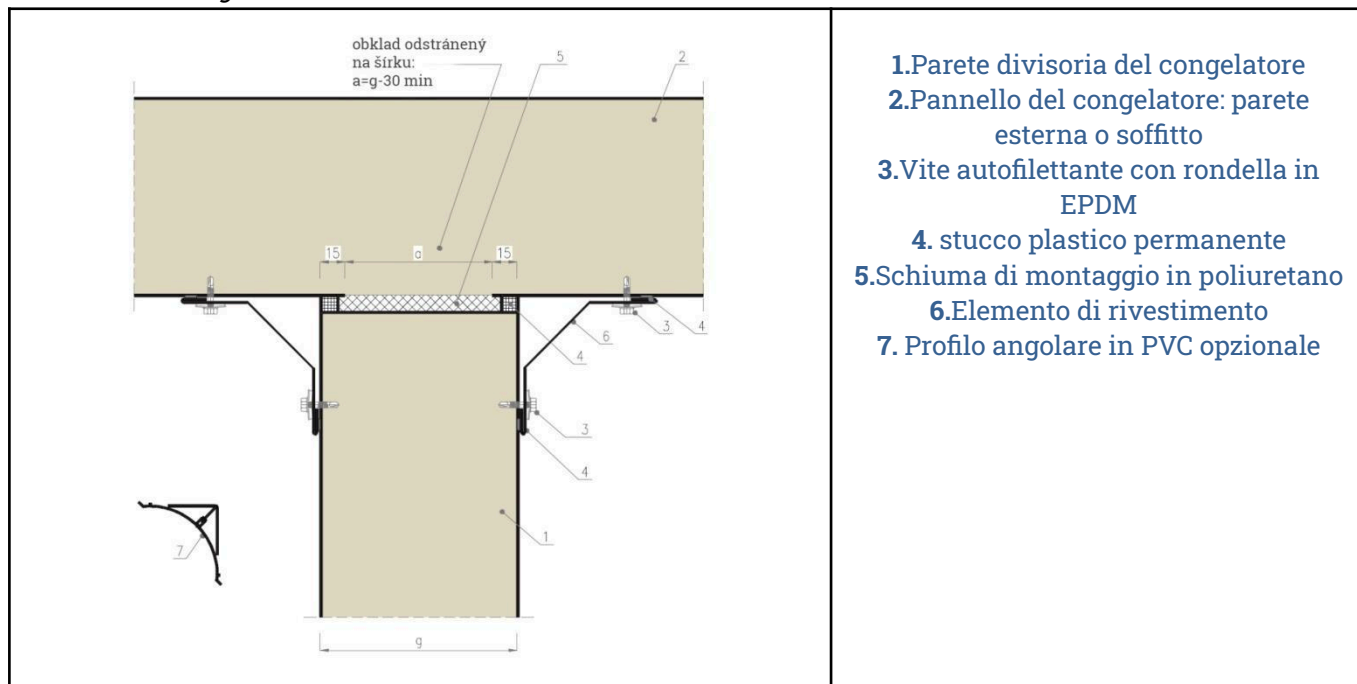 obklad odstránený
na šírku:
a=g-30 min
5
2
15
a
15
3
4
6
4
3
4
7
1
g
1.Parete divisoria del congelatore
2.Pannello del congelatore: parete
esterna o soffitto
3.Vite autofilettante con rondella in
EPDM
4. stucco plastico permanente
5.Schiuma di montaggio in poliuretano
6.Elemento di rivestimento
7. Profilo angolare in PVC opzionale